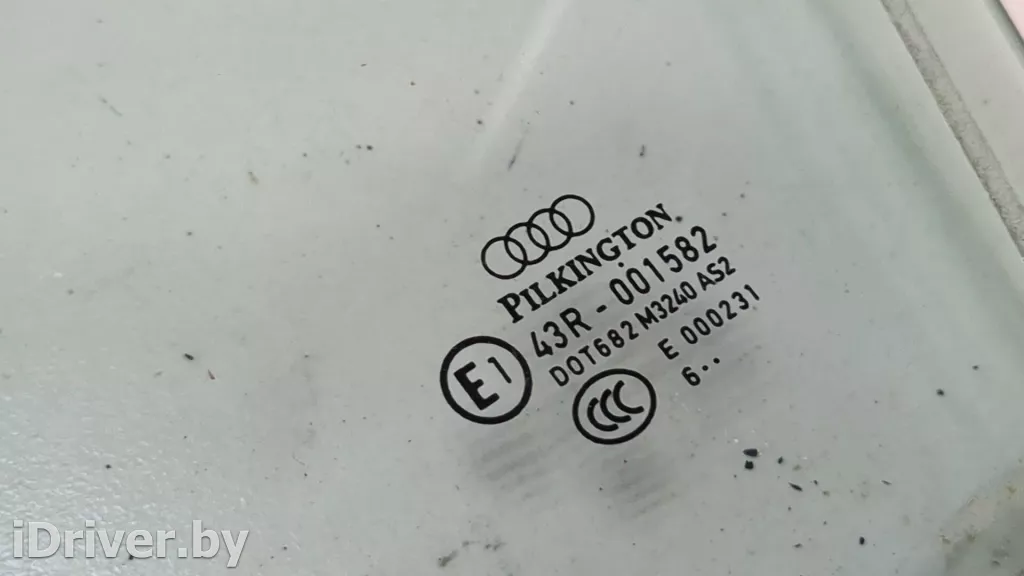 PILKINGTON
43R - 001582
DOT682 M3240 AS2
E1
CCC
E 000231
6..
iDriver.by